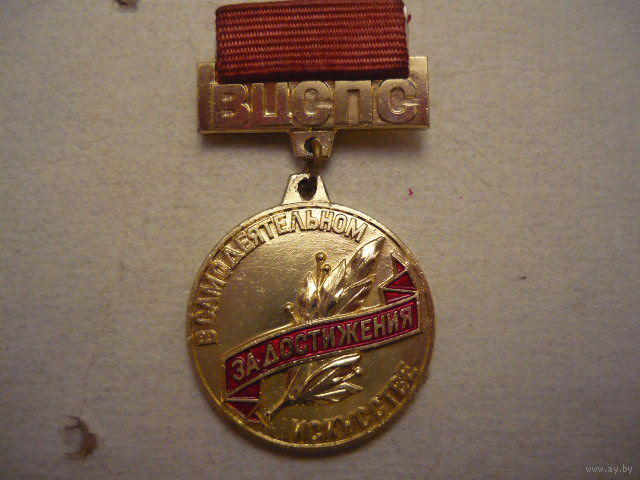 ВЦСПС
В САМОДЕЯТЕЛЬНОМ
ЗА ДОСТИЖЕНИЯ
ИСКУССТВЕ
www.ay.by